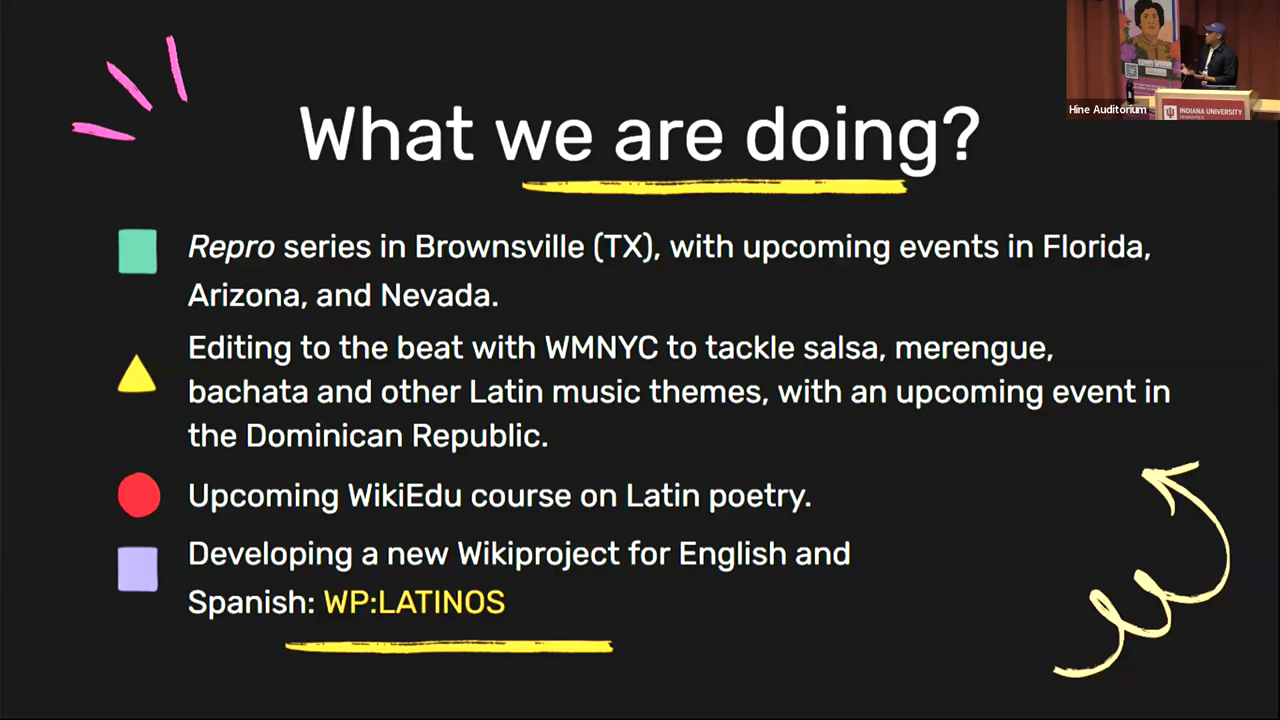 Hine Auditorium
INDIANA UNIVERSITY
INDIANAPOLIS
What we are doing?
Repro series in Brownsville (TX), with upcoming events in Florida,
Arizona, and Nevada.
Editing to the beat with WMNYC to tackle salsa, merengue,
bachata and other Latin music themes, with an upcoming event in
the Dominican Republic.
Upcoming WikiEdu course on Latin poetry.
Developing a new Wikiproject for English and
Spanish: WP:LATINOS